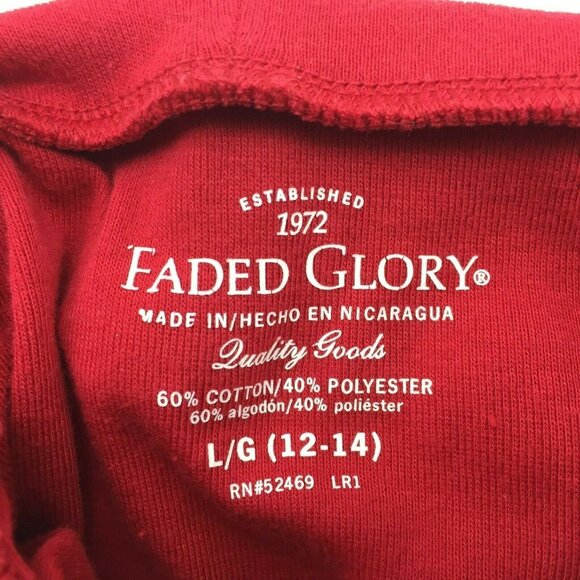 ESTABLISHED
1972
FADED GLORY®
MADE IN/HECHO EN NICARAGUA
Quality Goods
60% COTTON/40% POLYESTER
60% algodón/40% poliéster
L/G (12-14)
RN#52469 LR1